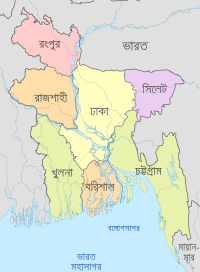 রংপুর
ভারত
রাজশাহী
ঢাকা
সিলেট
খুলনা
বরিশাল
চট্টগ্রাম
বঙ্গোপসাগর
মায়ান-
মার
ভারত
মহাসাগর